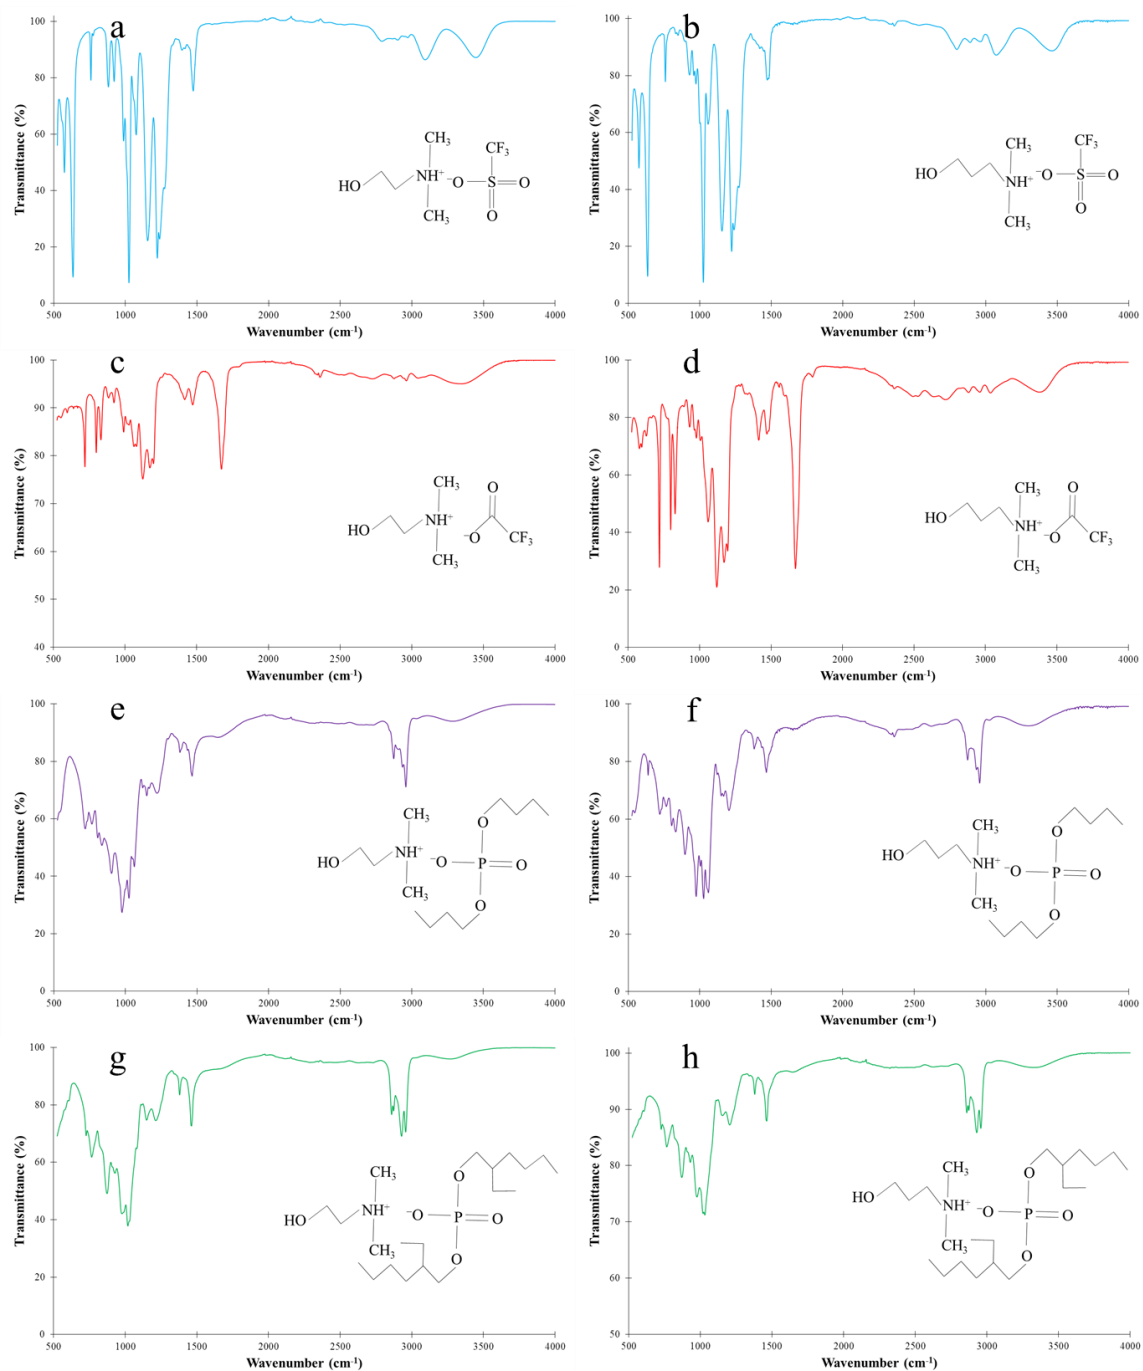 a
Transmittance (%)
100
80
60
40
20
0
500 1000 1500 2000 2500 3000 3500 4000
Wavenumber (cm⁻¹)
CH₃
HO
NH⁺
CH₃
CF₃
⁻O
S
O
O
b
Transmittance (%)
100
80
60
40
20
0
500 1000 1500 2000 2500 3000 3500 4000
Wavenumber (cm⁻¹)
CH₃
HO
NH⁺
CH₃
CF₃
⁻O
S
O
O
c
Transmittance (%)
100
90
80
70
60
50
40
500 1000 1500 2000 2500 3000 3500 4000
Wavenumber (cm⁻¹)
CH₃
HO
NH⁺
CH₃
O
⁻O
CF₃
d
Transmittance (%)
100
80
60
40
20
0
500 1000 1500 2000 2500 3000 3500 4000
Wavenumber (cm⁻¹)
CH₃
HO
NH⁺
CH₃
O
⁻O
CF₃
e
Transmittance (%)
100
80
60
40
20
0
500 1000 1500 2000 2500 3000 3500 4000
Wavenumber (cm⁻¹)
CH₃
HO
NH⁺
CH₃
O
⁻O
P
O
O
f
Transmittance (%)
100
80
60
40
20
0
500 1000 1500 2000 2500 3000 3500 4000
Wavenumber (cm⁻¹)
CH₃
HO
NH⁺
CH₃
O
⁻O
P
O
O
g
Transmittance (%)
100
80
60
40
20
0
500 1000 1500 2000 2500 3000 3500 4000
Wavenumber (cm⁻¹)
CH₃
HO
NH⁺
CH₃
O
⁻O
P
O
O
h
Transmittance (%)
100
90
80
70
60
50
500 1000 1500 2000 2500 3000 3500 4000
Wavenumber (cm⁻¹)
CH₃
HO
NH⁺
CH₃
O
⁻O
P
O
O